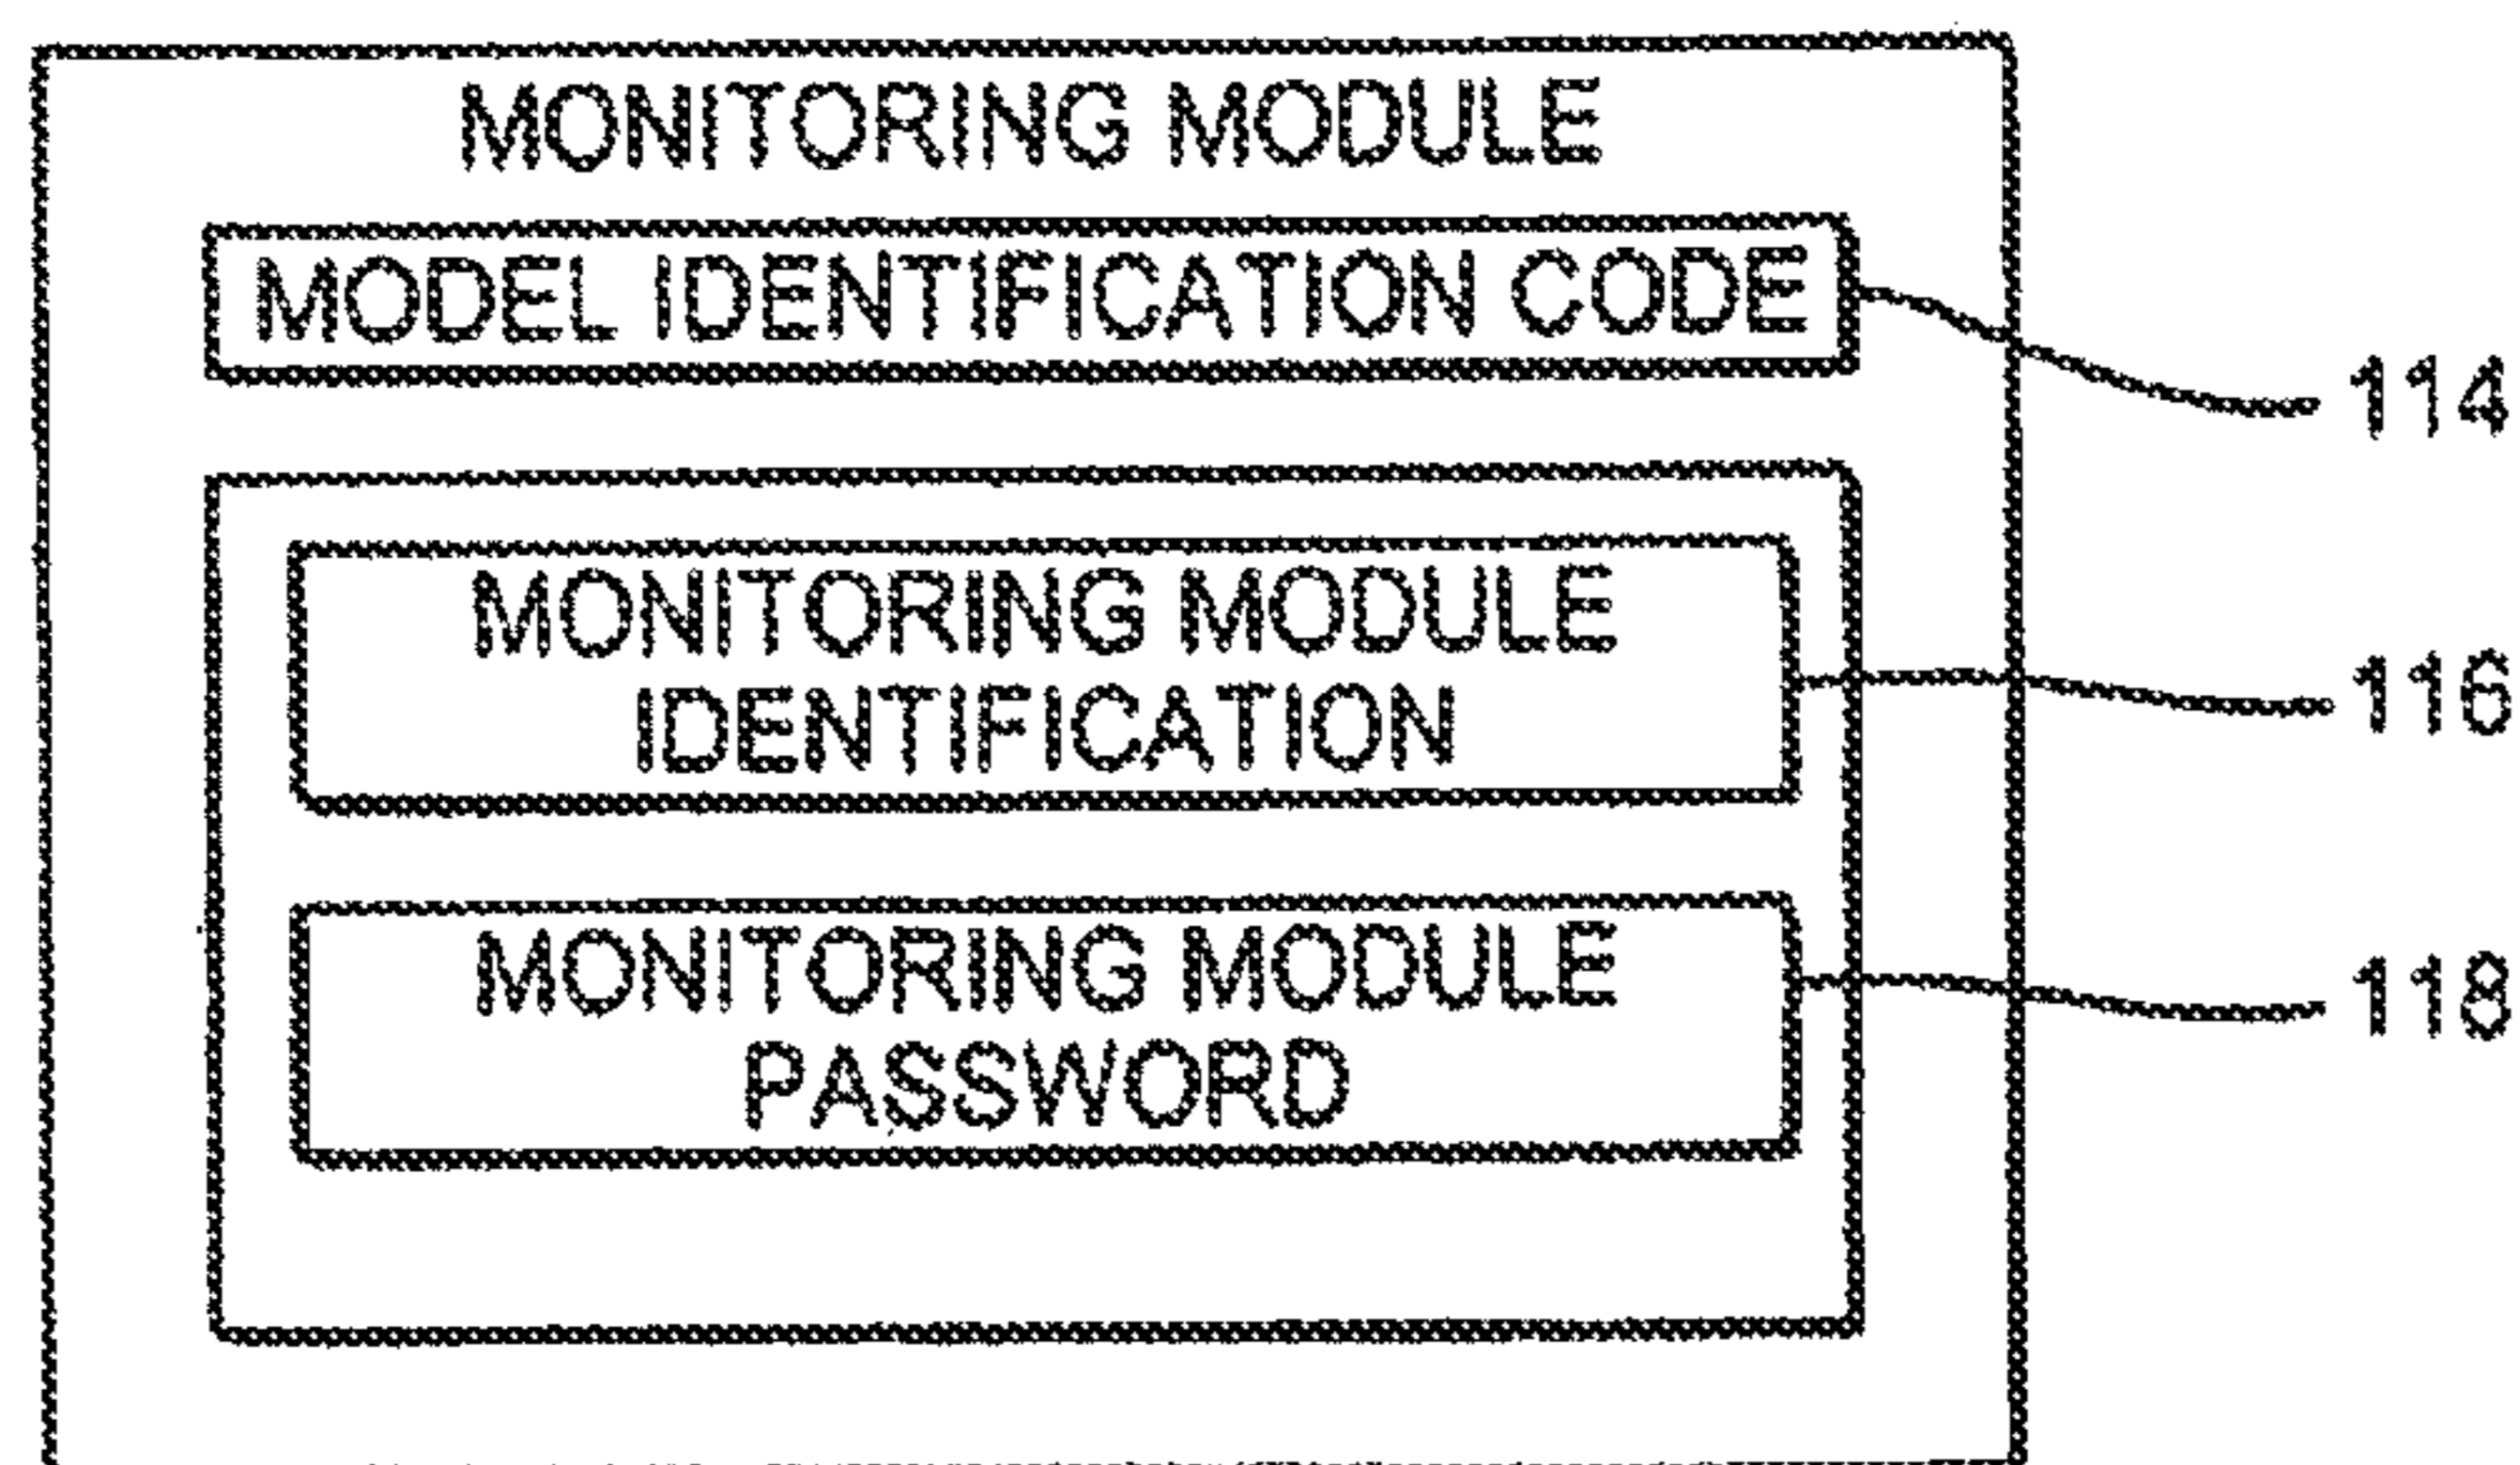 MONITORING MODULE
MODEL IDENTIFICATION CODE
114
MONITORING MODULE
IDENTIFICATION
116
MONITORING MODULE
PASSWORD
118